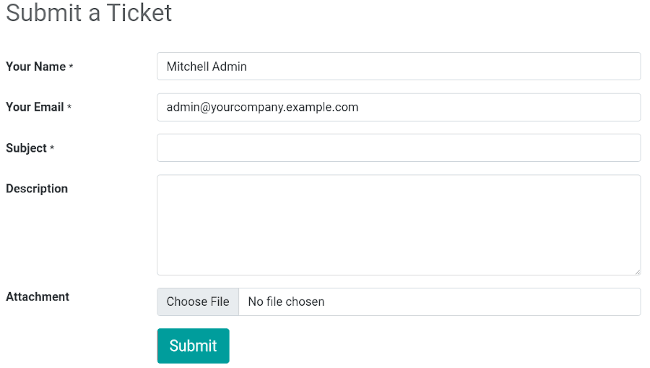 Submit a Ticket
Your Name * Mitchell Admin
Your Email * admin@yourcompany.example.com
Subject *
Description
Attachment Choose File No file chosen
Submit